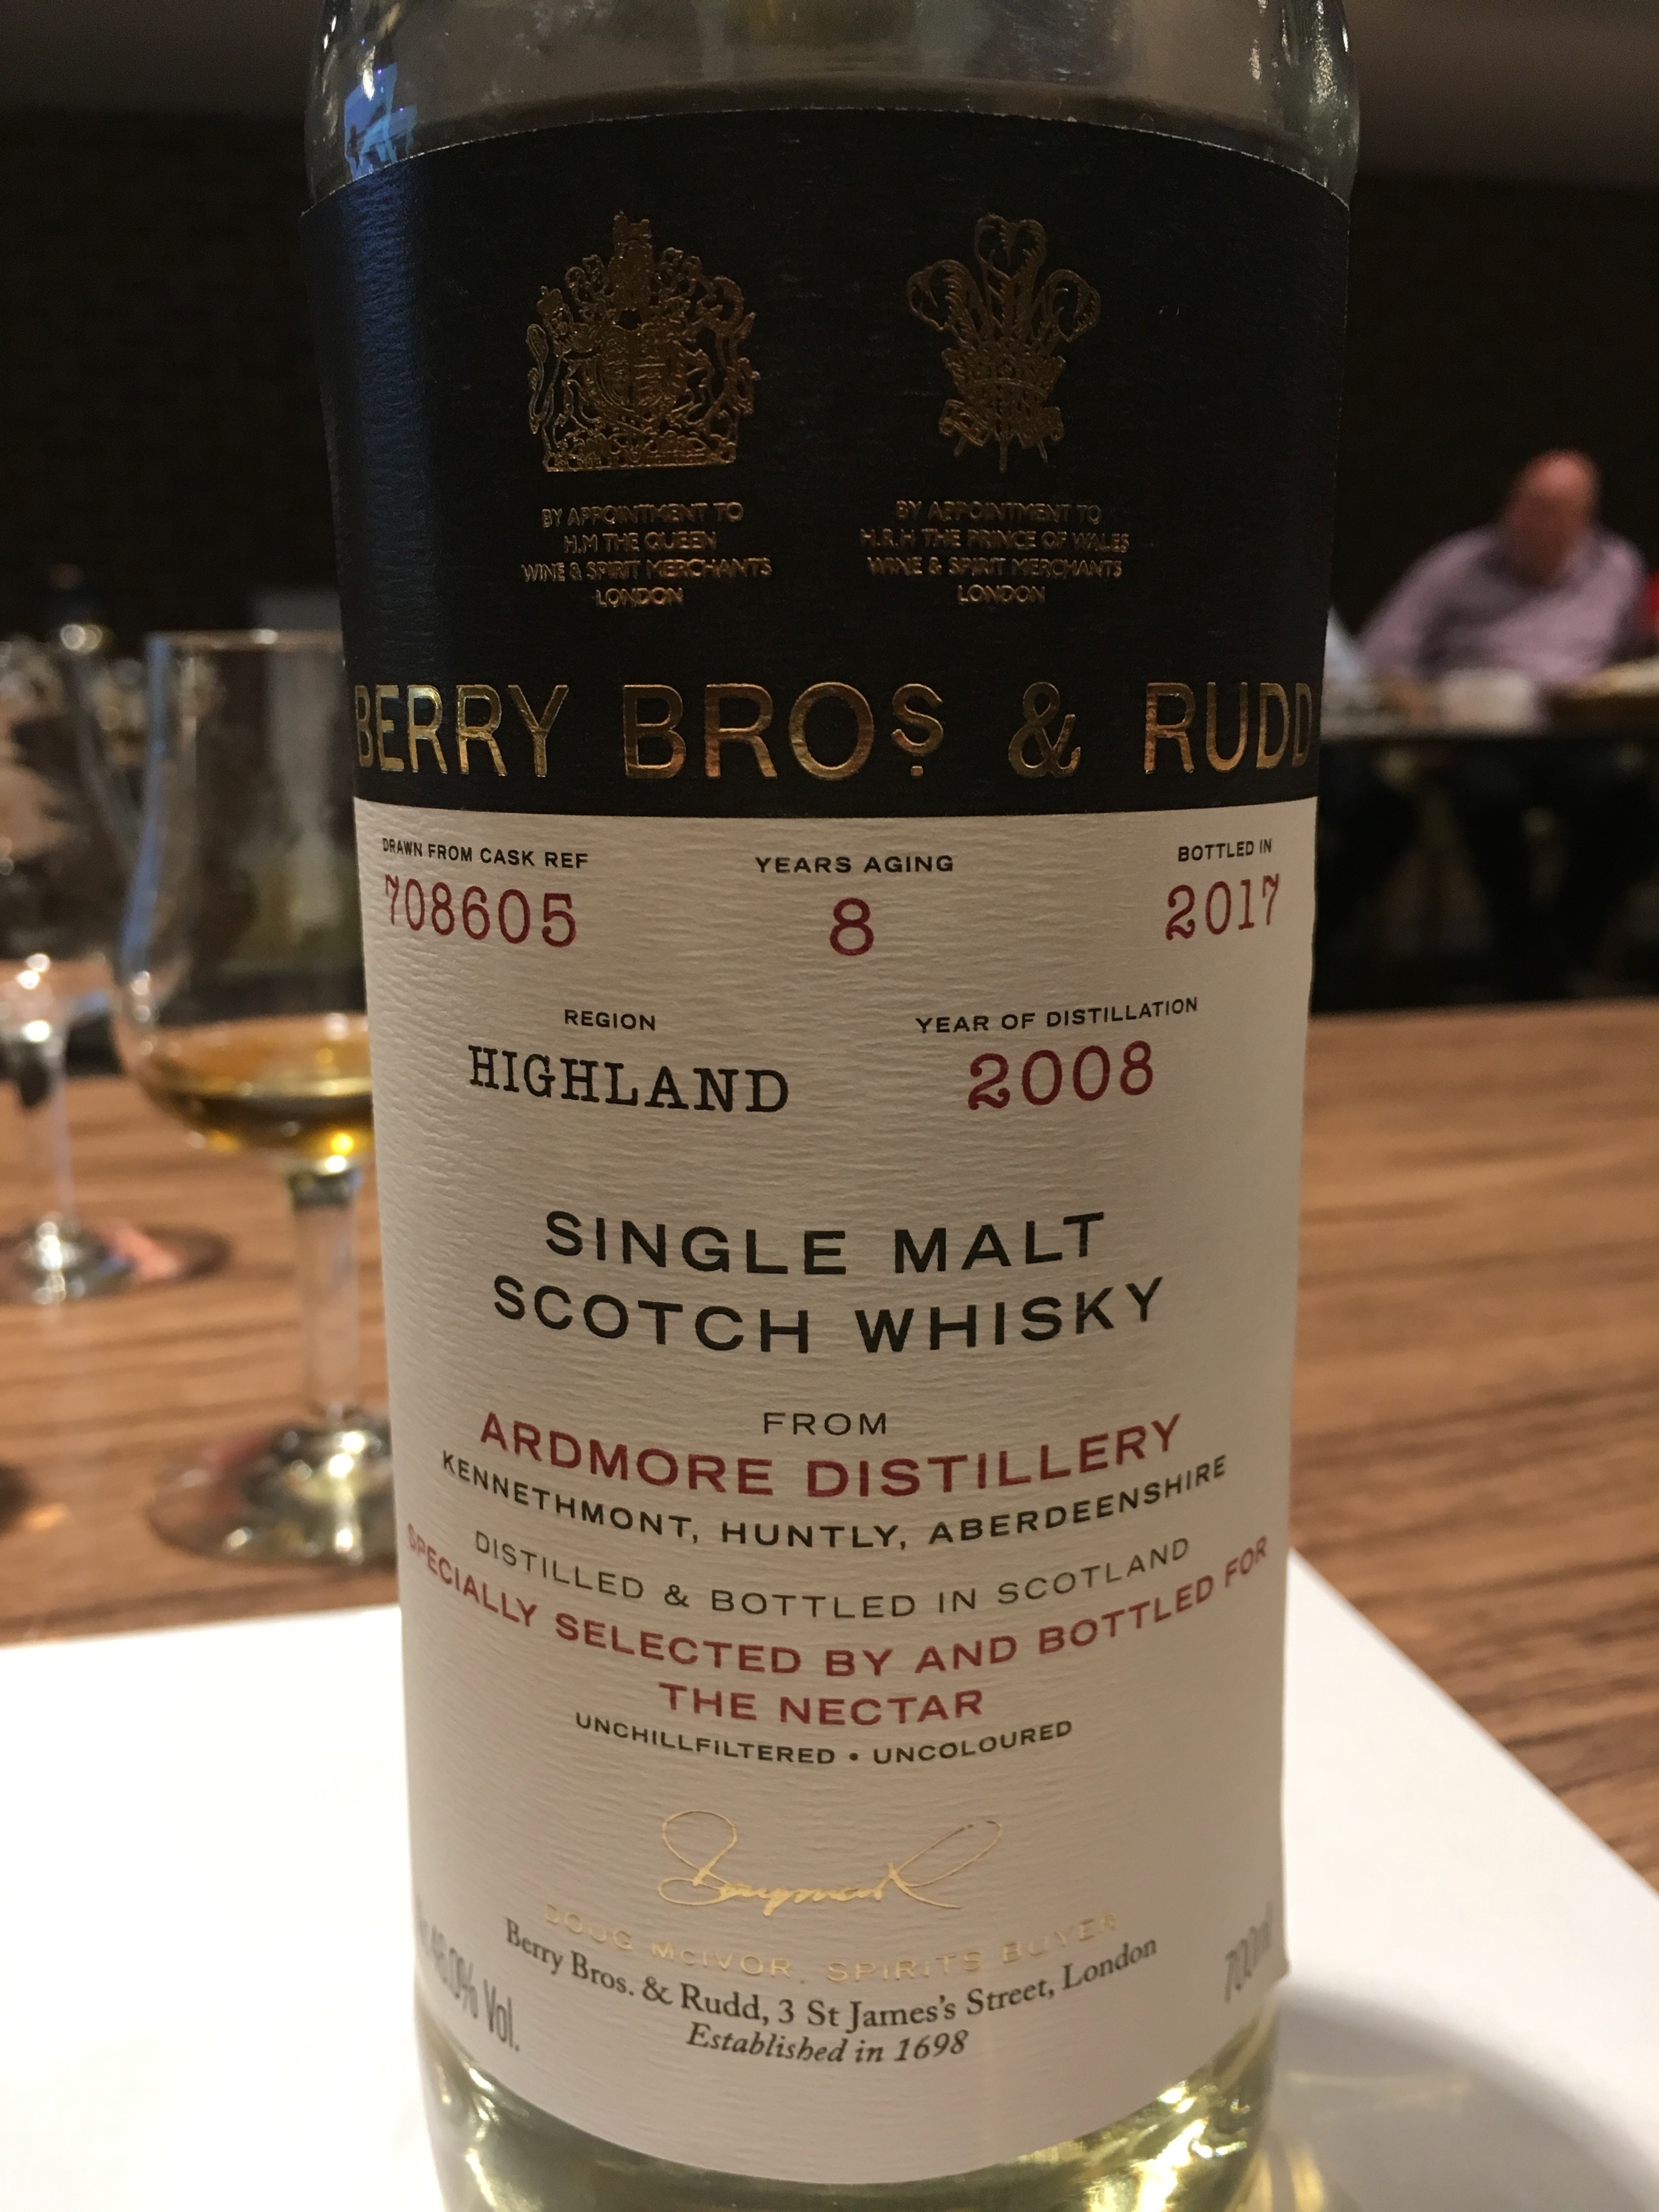 BY APPOINTMENT TO
H.M THE QUEEN
WINE & SPIRIT MERCHANTS
LONDON
BY APPOINTMENT TO
H.R.H THE PRINCE OF WALES
WINE & SPIRIT MERCHANTS
LONDON
BERRY BROS & RUDD
DRAWN FROM CASK REF
708605
YEARS AGING
8
BOTTLED IN
2017
REGION
HIGHLAND
YEAR OF DISTILLATION
2008
SINGLE MALT
SCOTCH WHISKY
FROM
ARDMORE DISTILLERY
KENNETHMONT, HUNTLY, ABERDEENSHIRE
DISTILLED & BOTTLED IN SCOTLAND
SPECIALLY SELECTED BY AND BOTTLED FOR
THE NECTAR
UNCHILLFILTERED • UNCOLOURED
DOUG McIVOR, SPIRITS BUYER
Berry Bros. & Rudd, 3 St James's Street, London
Established in 1698
Vol.
700ml